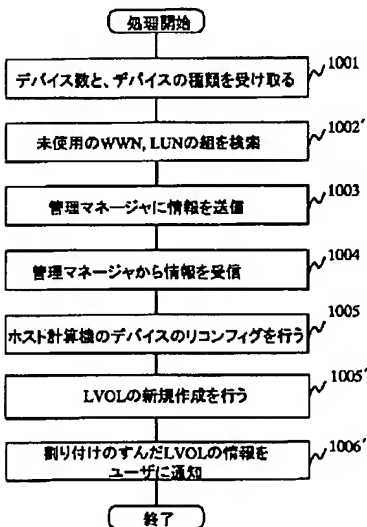 処理開始
デバイス数と、デバイスの種類を受け取る
1001
未使用のWWN, LUNの組を検索
1002'
管理マネージャに情報を送信
1003
管理マネージャから情報を受信
1004
ホスト計算機のデバイスのリコンフィグを行う
1005
LVOLの新規作成を行う
1005'
割り付けのすんだLVOLの情報を
ユーザに通知
1006'
終了